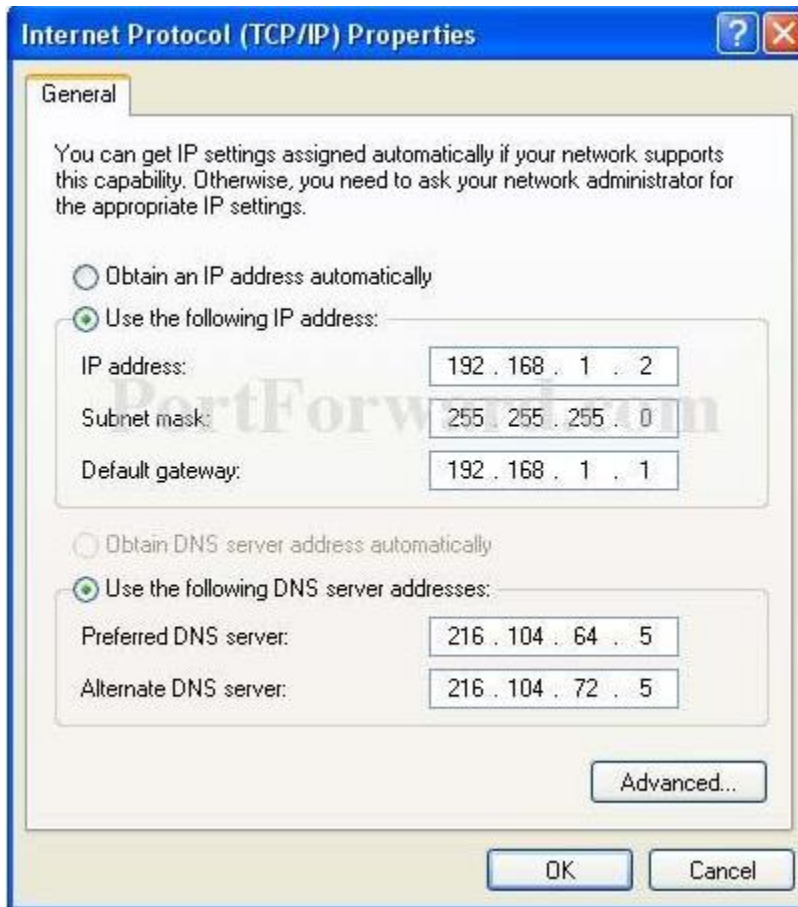 Internet Protocol (TCP/IP) Properties
?
General
You can get IP settings assigned automatically if your network supports
this capability. Otherwise, you need to ask your network administrator for
the appropriate IP settings.
Obtain an IP address automatically
Use the following IP address:
IP address: 192 . 168 . 1 . 2
PortForward.com
Subnet mask: 255 . 255 . 255 . 0
Default gateway: 192 . 168 . 1 . 1
Obtain DNS server address automatically
Use the following DNS server addresses:
Preferred DNS server: 216 . 104 . 64 . 5
Alternate DNS server: 216 . 104 . 72 . 5
Advanced...
OK Cancel